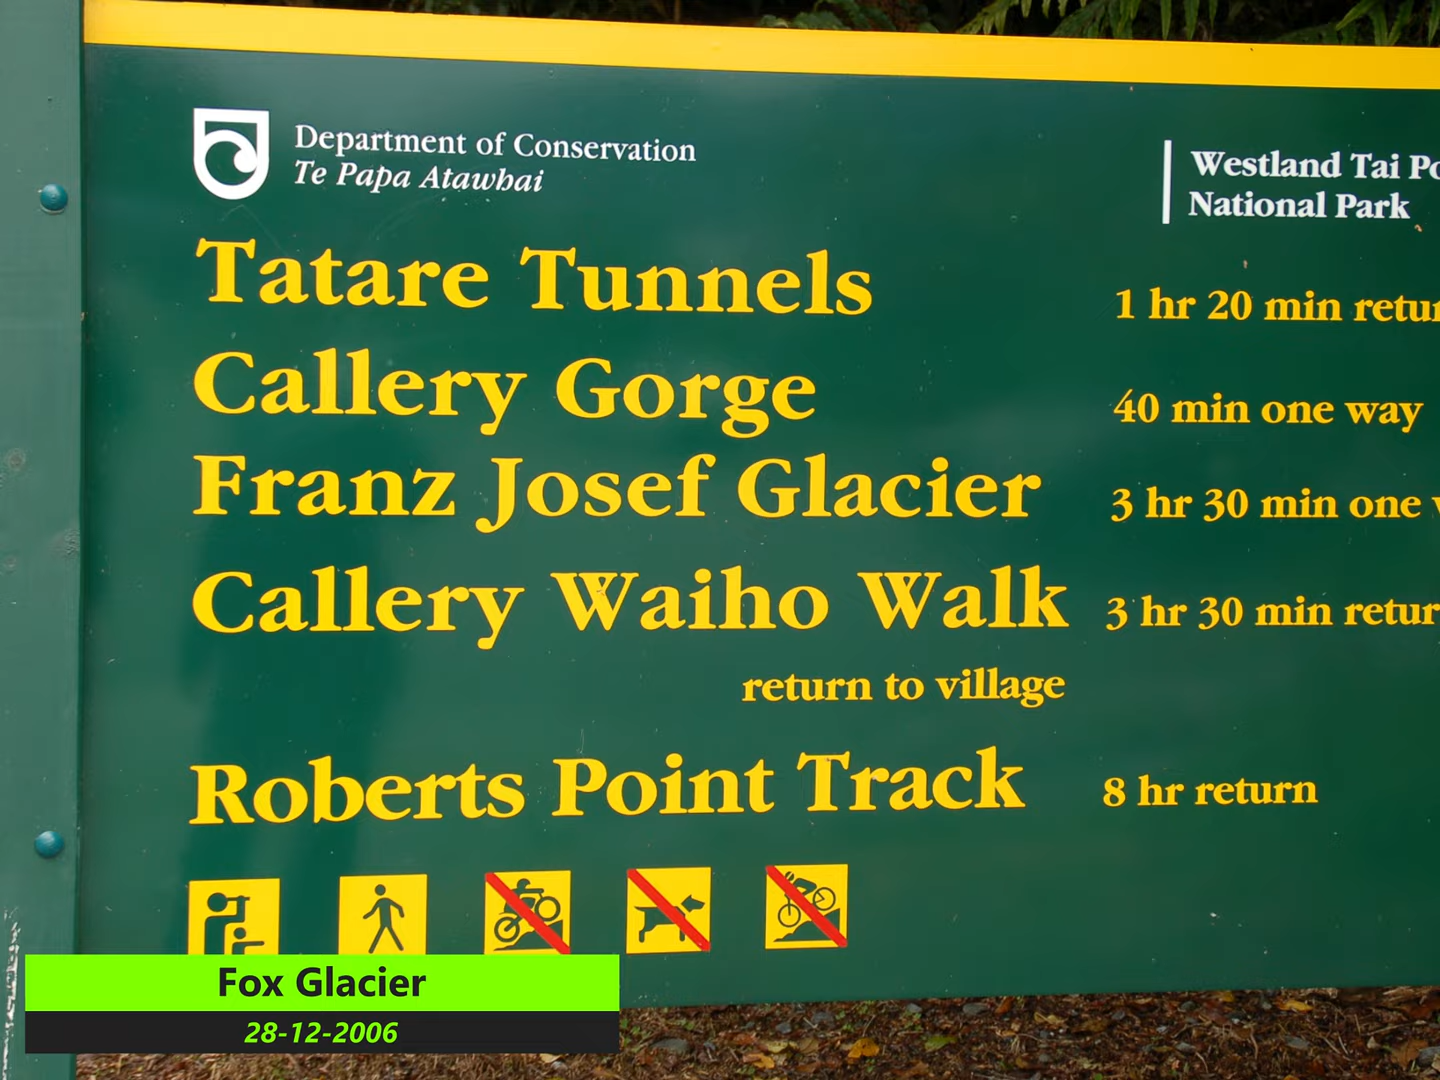 Department of Conservation
Te Papa Atawhai
Westland Tai
National Park
Tatare Tunnels 1 hr 20 min
Callery Gorge 40 min one way
Franz Josef Glacier 3 hr 30 min one
Callery Waiho Walk 3 hr 30 min
return to village
Roberts Point Track 8 hr return
Fox Glacier
28-12-2006